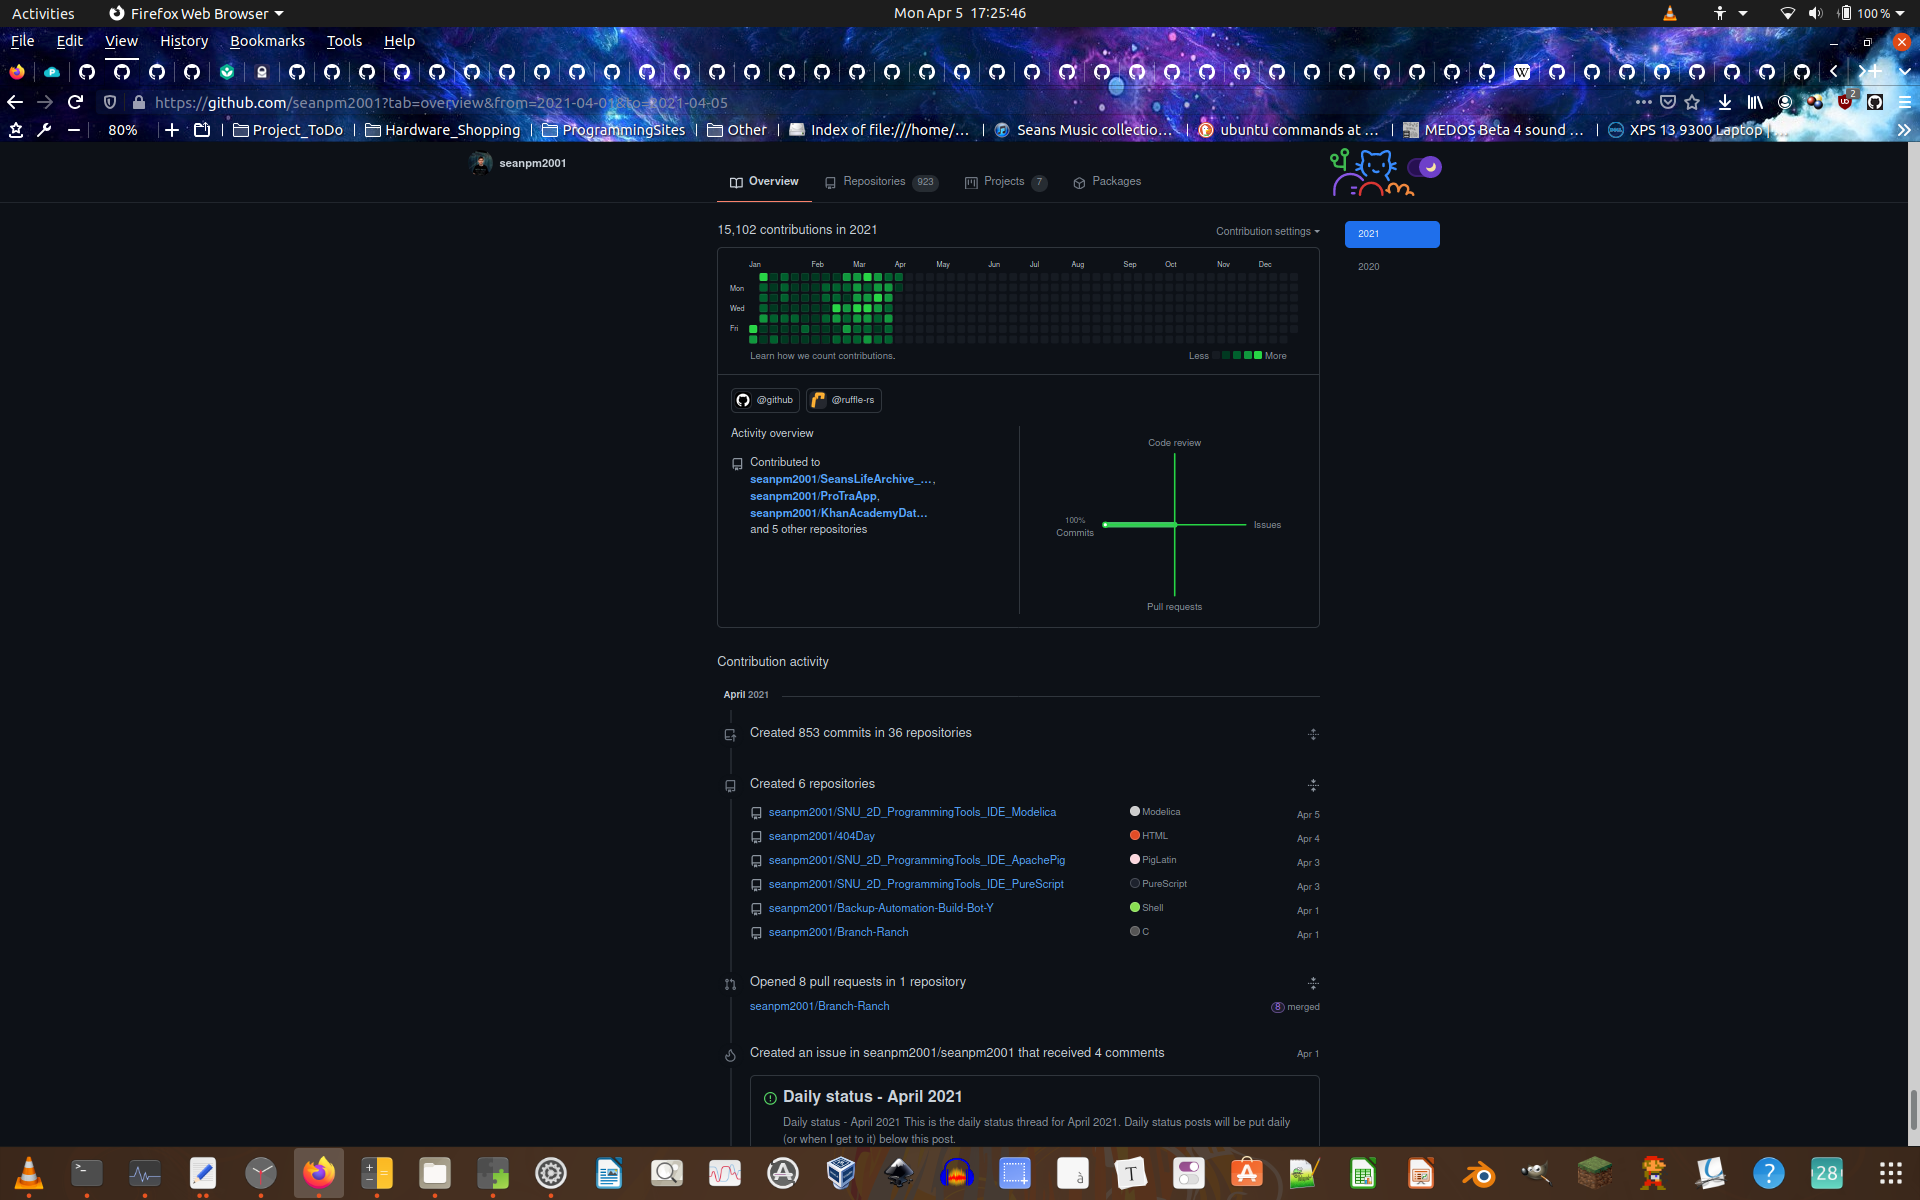 Activities Firefox Web Browser Mon Apr 5 17:25:46 100 %
File Edit View History Bookmarks Tools Help
https://github.com/seanpm2001?tab=overview&from=2021-04-01&to=2021-04-05 2
80% Project_ToDo Hardware_Shopping ProgrammingSites Other Index of file:///home/... Seans Music collectio... ubuntu commands at ... MEDOS Beta 4 sound ... XPS 13 9300 Laptop | ...
seanpm2001
Overview Repositories 923 Projects 7 Packages
15,102 contributions in 2021 Contribution settings
2021
2020
Jan Feb Mar Apr May Jun Jul Aug Sep Oct Nov Dec
Mon
Wed
Fri
Learn how we count contributions. Less More
@github @ruffle-rs
Activity overview
Contributed to
seanpm2001/SeansLifeArchive_...,
seanpm2001/ProTraApp,
seanpm2001/KhanAcademyDat...
and 5 other repositories
Code review
100%
Commits
Issues
Pull requests
Contribution activity
April 2021
Created 853 commits in 36 repositories
Created 6 repositories
seanpm2001/SNU_2D_ProgrammingTools_IDE_Modelica Modelica Apr 5
seanpm2001/404Day HTML Apr 4
seanpm2001/SNU_2D_ProgrammingTools_IDE_ApachePig PigLatin Apr 3
seanpm2001/SNU_2D_ProgrammingTools_IDE_PureScript PureScript Apr 3
seanpm2001/Backup-Automation-Build-Bot-Y Shell Apr 1
seanpm2001/Branch-Ranch C Apr 1
Opened 8 pull requests in 1 repository
seanpm2001/Branch-Ranch 8 merged
Created an issue in seanpm2001/seanpm2001 that received 4 comments Apr 1
Daily status - April 2021
Daily status - April 2021 This is the daily status thread for April 2021. Daily status posts will be put daily
(or when I get to it) below this post.
28